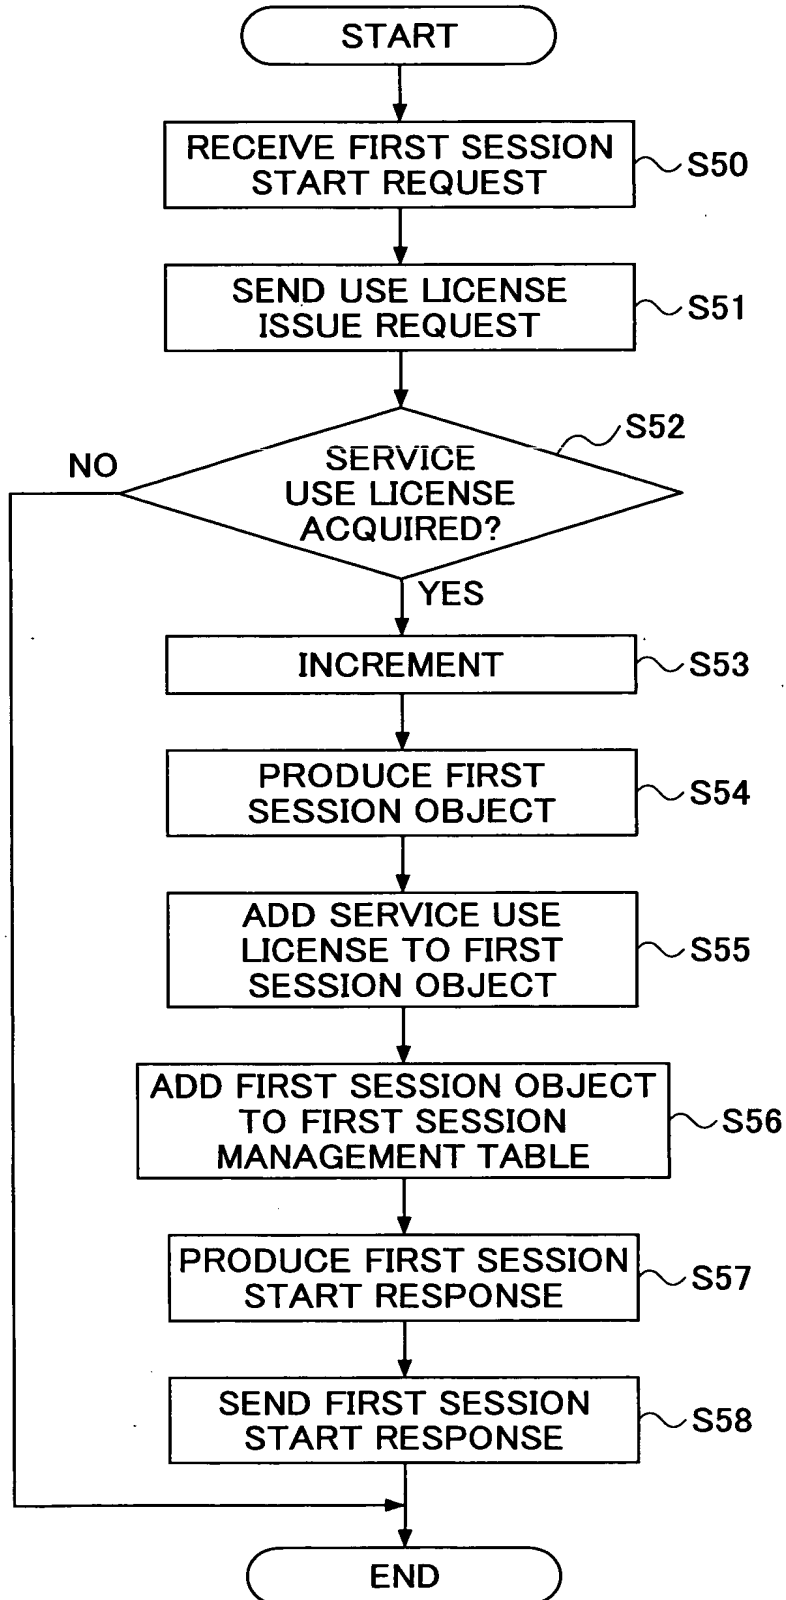 START
RECEIVE FIRST SESSION
START REQUEST
S50
SEND USE LICENSE
ISSUE REQUEST
S51
S52
NO
SERVICE
USE LICENSE
ACQUIRED?
YES
INCREMENT
S53
PRODUCE FIRST
SESSION OBJECT
S54
ADD SERVICE USE
LICENSE TO FIRST
SESSION OBJECT
S55
ADD FIRST SESSION OBJECT
TO FIRST SESSION
MANAGEMENT TABLE
S56
PRODUCE FIRST SESSION
START RESPONSE
S57
SEND FIRST SESSION
START RESPONSE
S58
END